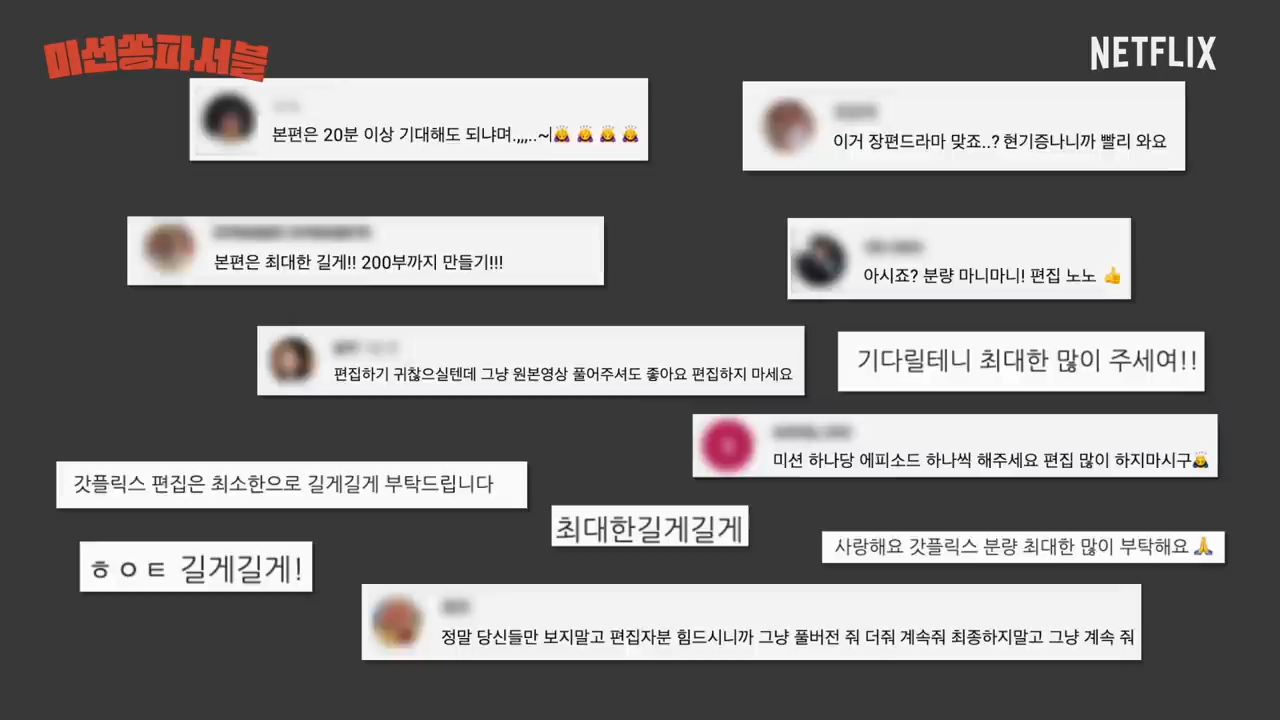 미션쏭파서블
NETFLIX
본편은 20분 이상 기대해도 되냐며.,,,..~|🙇‍♀️ 🙇‍♀️ 🙇‍♀️ 🙇‍♀️
이거 장편드라마 맞죠..? 현기증나니까 빨리 와요
본편은 최대한 길게!! 200부까지 만들기!!!
아시죠? 분량 마니마니! 편집 노노 👍
편집하기 귀찮으실텐데 그냥 원본영상 풀어주셔도 좋아요 편집하지 마세요
기다릴테니 최대한 많이 주세여!!
미션 하나당 에피소드 하나씩 해주세요 편집 많이 하지마시구🙇‍♀️
갓플릭스 편집은 최소한으로 길게길게 부탁드립니다
최대한길게길게
사랑해요 갓플릭스 분량 최대한 많이 부탁해요 🙏
ㅎㅇㅌ 길게길게!
정말 당신들만 보지말고 편집자분 힘드시니까 그냥 풀버전 줘 더줘 계속줘 최종하지말고 그냥 계속 줘